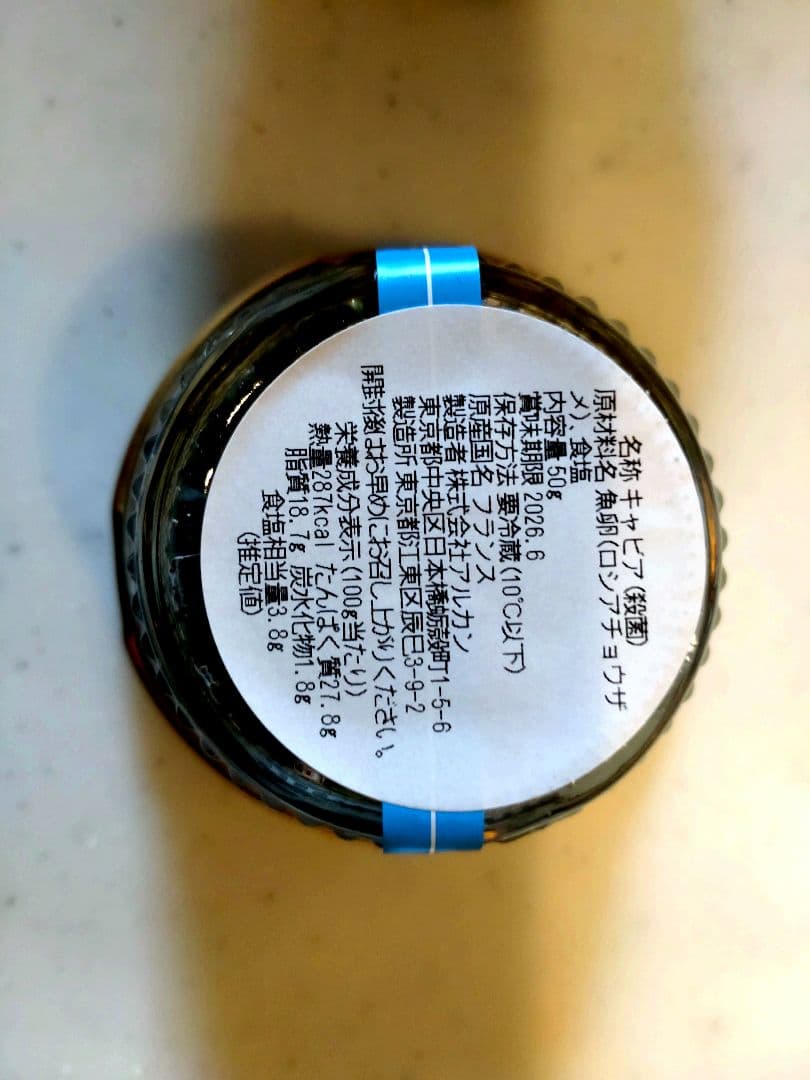 名称 キャビア(殺菌)
原材料名 魚卵(ロシアチョウザ
メ)、食塩
内容量 50g
賞味期限 2026.6
保存方法 要冷蔵(10℃以下)
原産国名 フランス
製造者 株式会社アルカン
東京都中央区日本橋蛎殻町1-5-6
製造所 東京都江東区辰巳3-9-2
開封後はお早めにお召し上がりください。
栄養成分表示(100g当たり))
熱量287kcal たんぱく質27.8g
脂質18.7g 炭水化物1.8g
食塩相当量3.8g
(推定値)